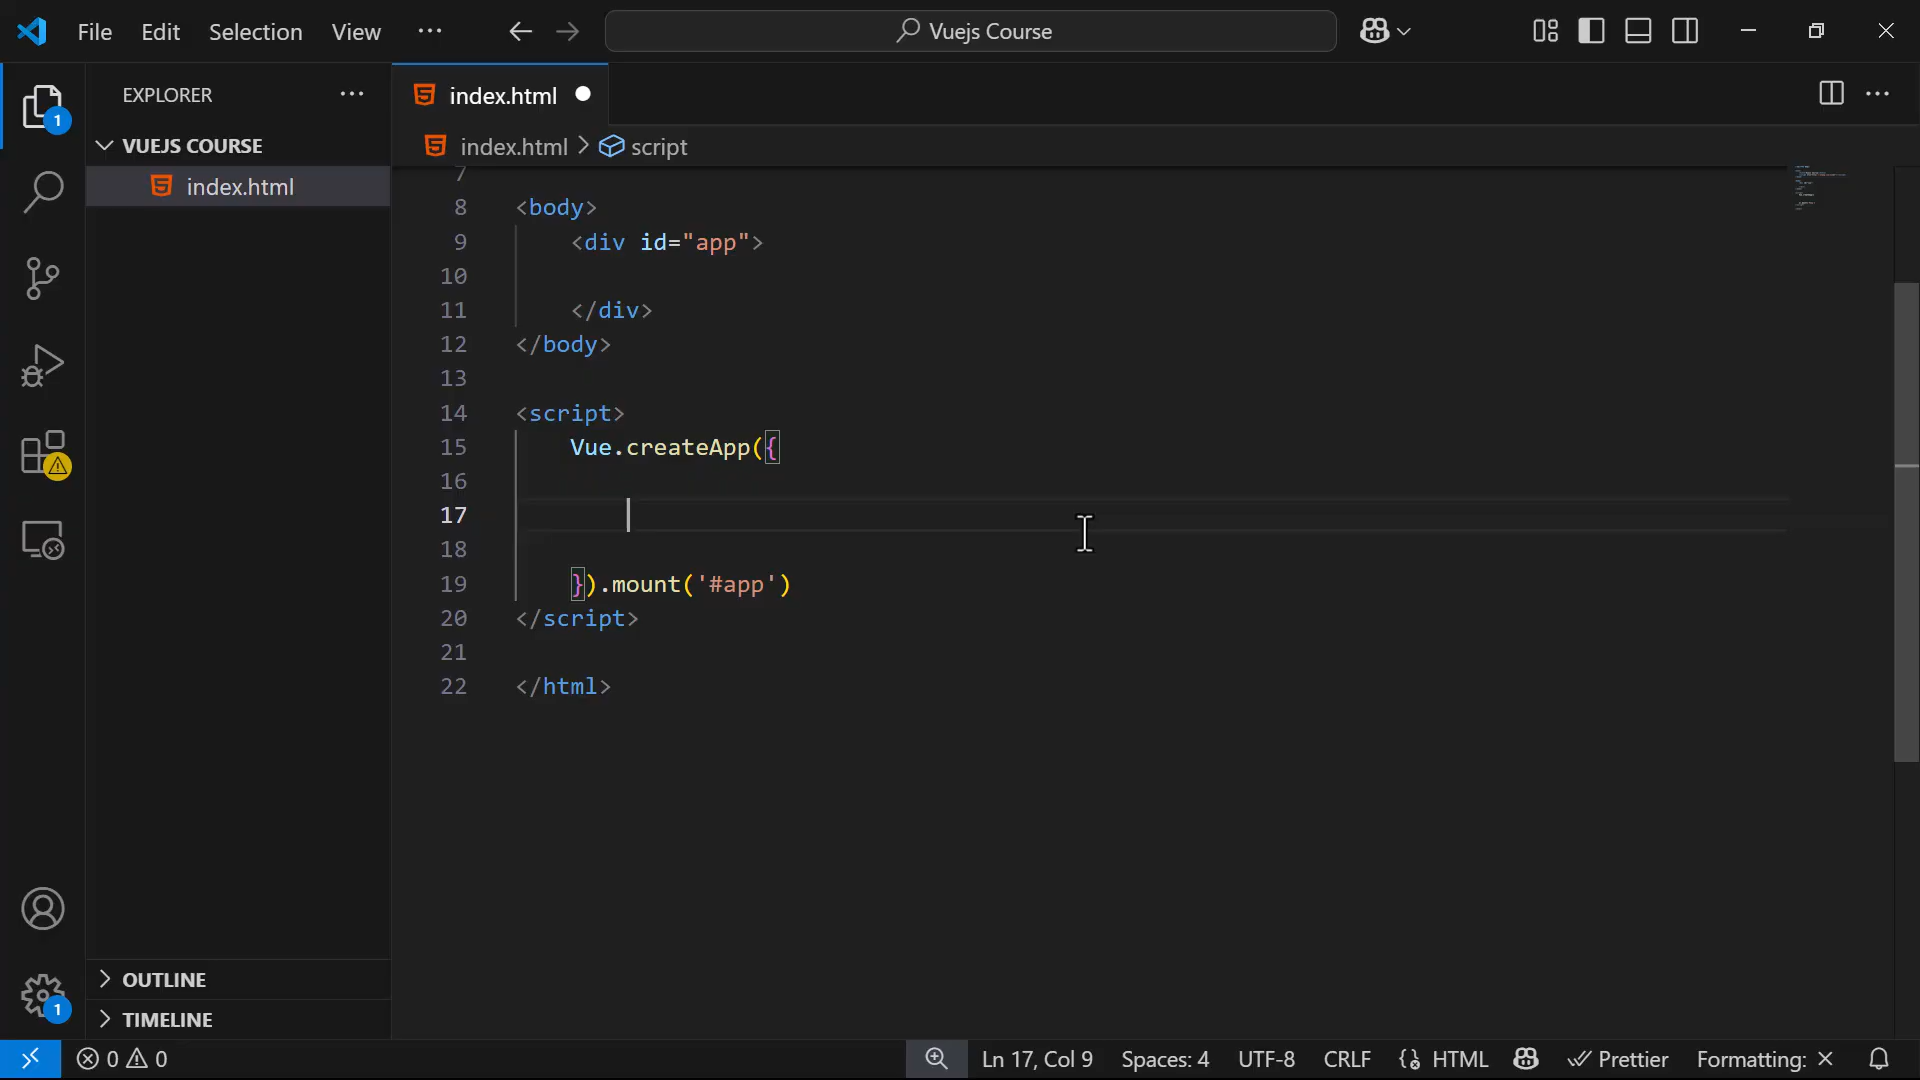 File Edit Selection View ··· Vuejs Course
EXPLORER ···
1
VUEJS COURSE
index.html
index.html
index.html > script
7
8 <body>
9 <div id="app">
10
11 </div>
12 </body>
13
14 <script>
15 Vue.createApp({
16
17
18
19 }).mount('#app')
20 </script>
21
22 </html>
OUTLINE
1
TIMELINE
0 0 Ln 17, Col 9 Spaces: 4 UTF-8 CRLF HTML Prettier Formatting: ×